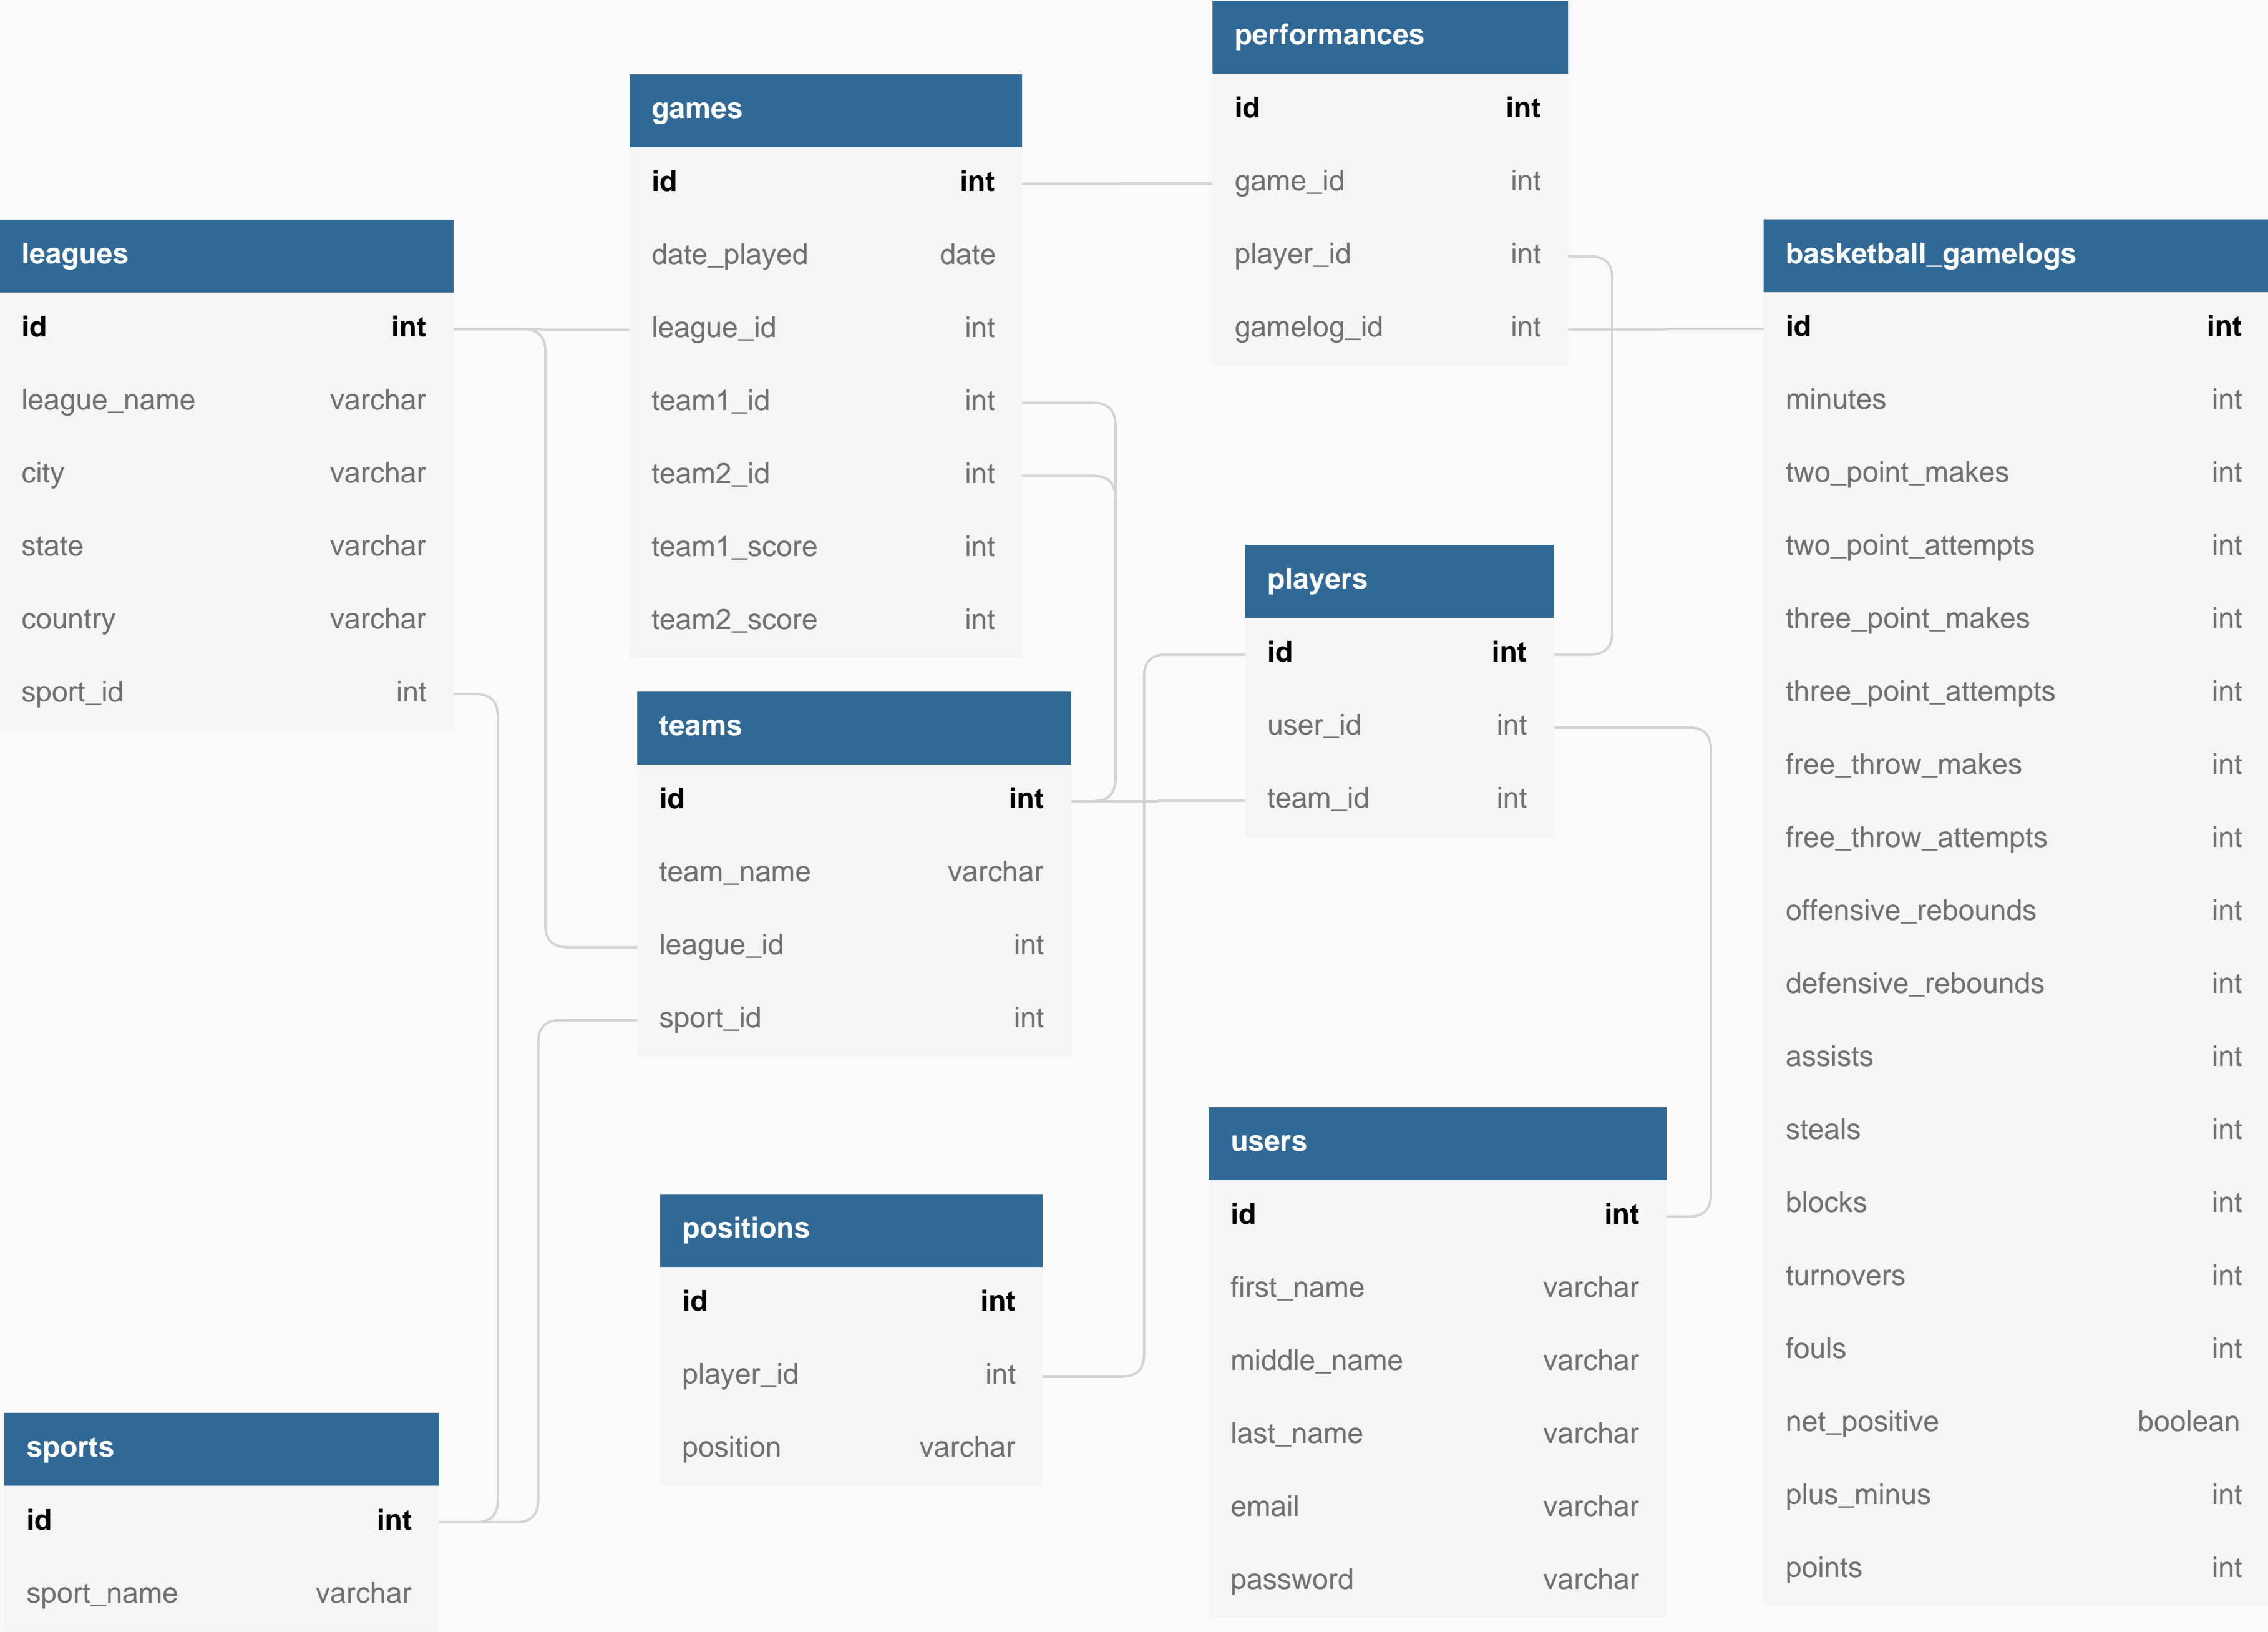 performances
id int
game_id int
player_id int
gamelog_id int
games
id int
date_played date
league_id int
team1_id int
team2_id int
team1_score int
team2_score int
leagues
id int
league_name varchar
city varchar
state varchar
country varchar
sport_id int
basketball_gamelogs
id int
minutes int
two_point_makes int
two_point_attempts int
three_point_makes int
three_point_attempts int
free_throw_makes int
free_throw_attempts int
offensive_rebounds int
defensive_rebounds int
assists int
steals int
blocks int
turnovers int
fouls int
net_positive boolean
plus_minus int
points int
players
id int
user_id int
team_id int
teams
id int
team_name varchar
league_id int
sport_id int
users
id int
first_name varchar
middle_name varchar
last_name varchar
email varchar
password varchar
positions
id int
player_id int
position varchar
sports
id int
sport_name varchar